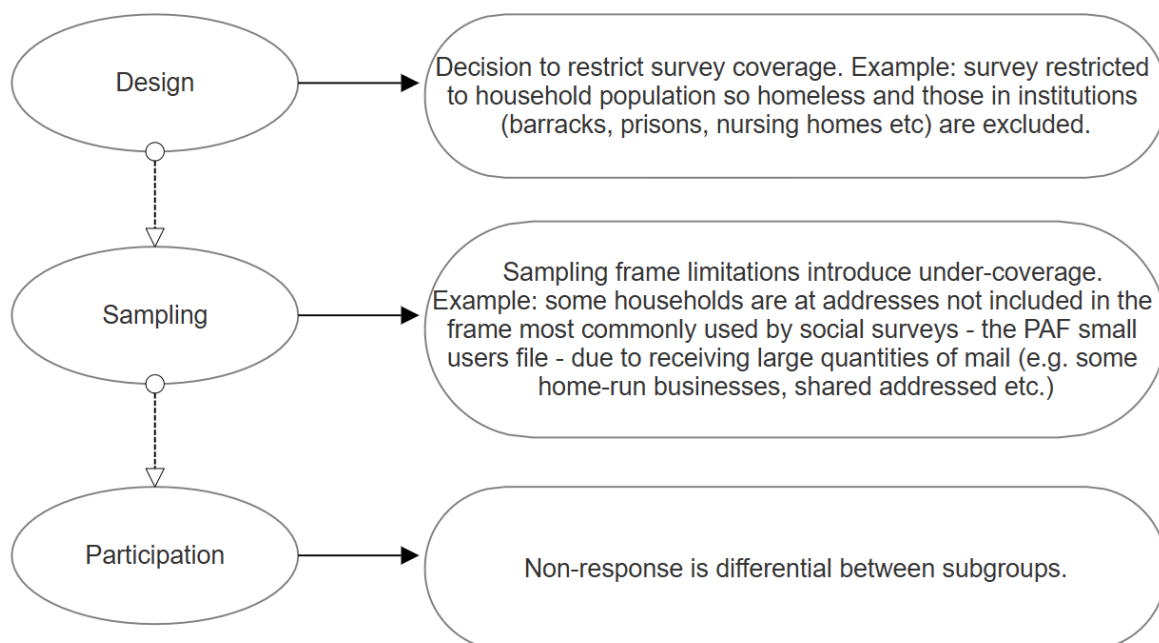 Design
Decision to restrict survey coverage. Example: survey restricted
to household population so homeless and those in institutions
(barracks, prisons, nursing homes etc) are excluded.
Sampling
Sampling frame limitations introduce under-coverage.
Example: some households are at addresses not included in the
frame most commonly used by social surveys - the PAF small
users file - due to receiving large quantities of mail (e.g. some
home-run businesses, shared addressed etc.)
Participation
Non-response is differential between subgroups.